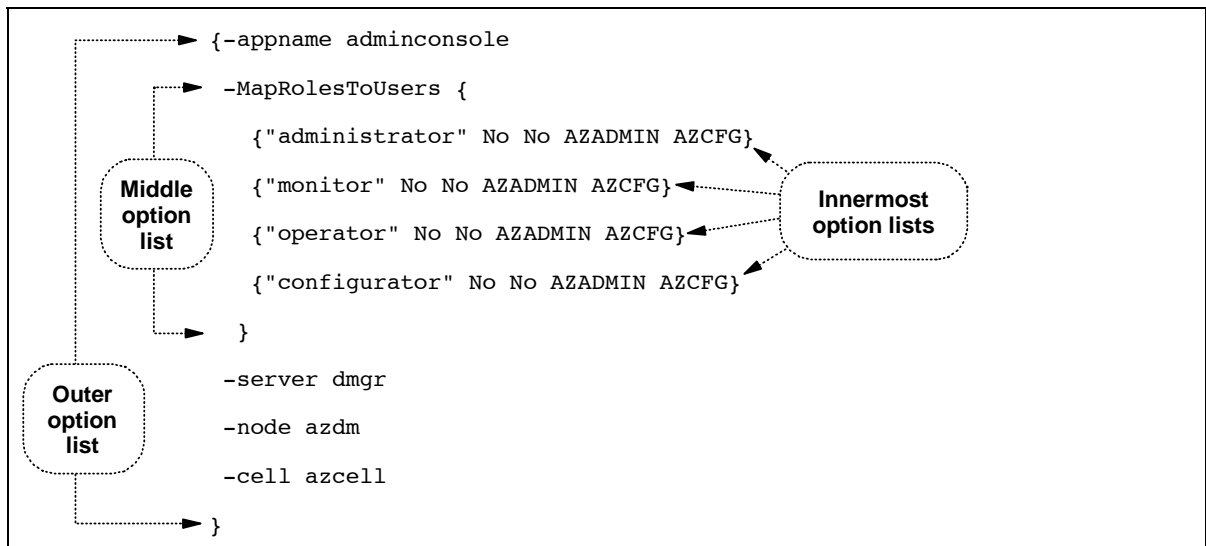 {-appname adminconsole
-MapRolesToUsers {
{"administrator" No No AZADMIN AZCFG}
{"monitor" No No AZADMIN AZCFG}
{"operator" No No AZADMIN AZCFG}
{"configurator" No No AZADMIN AZCFG}
}
-server dmgr
-node azdm
-cell azcell
}
Middle
option
list
Innermost
option lists
Outer
option
list